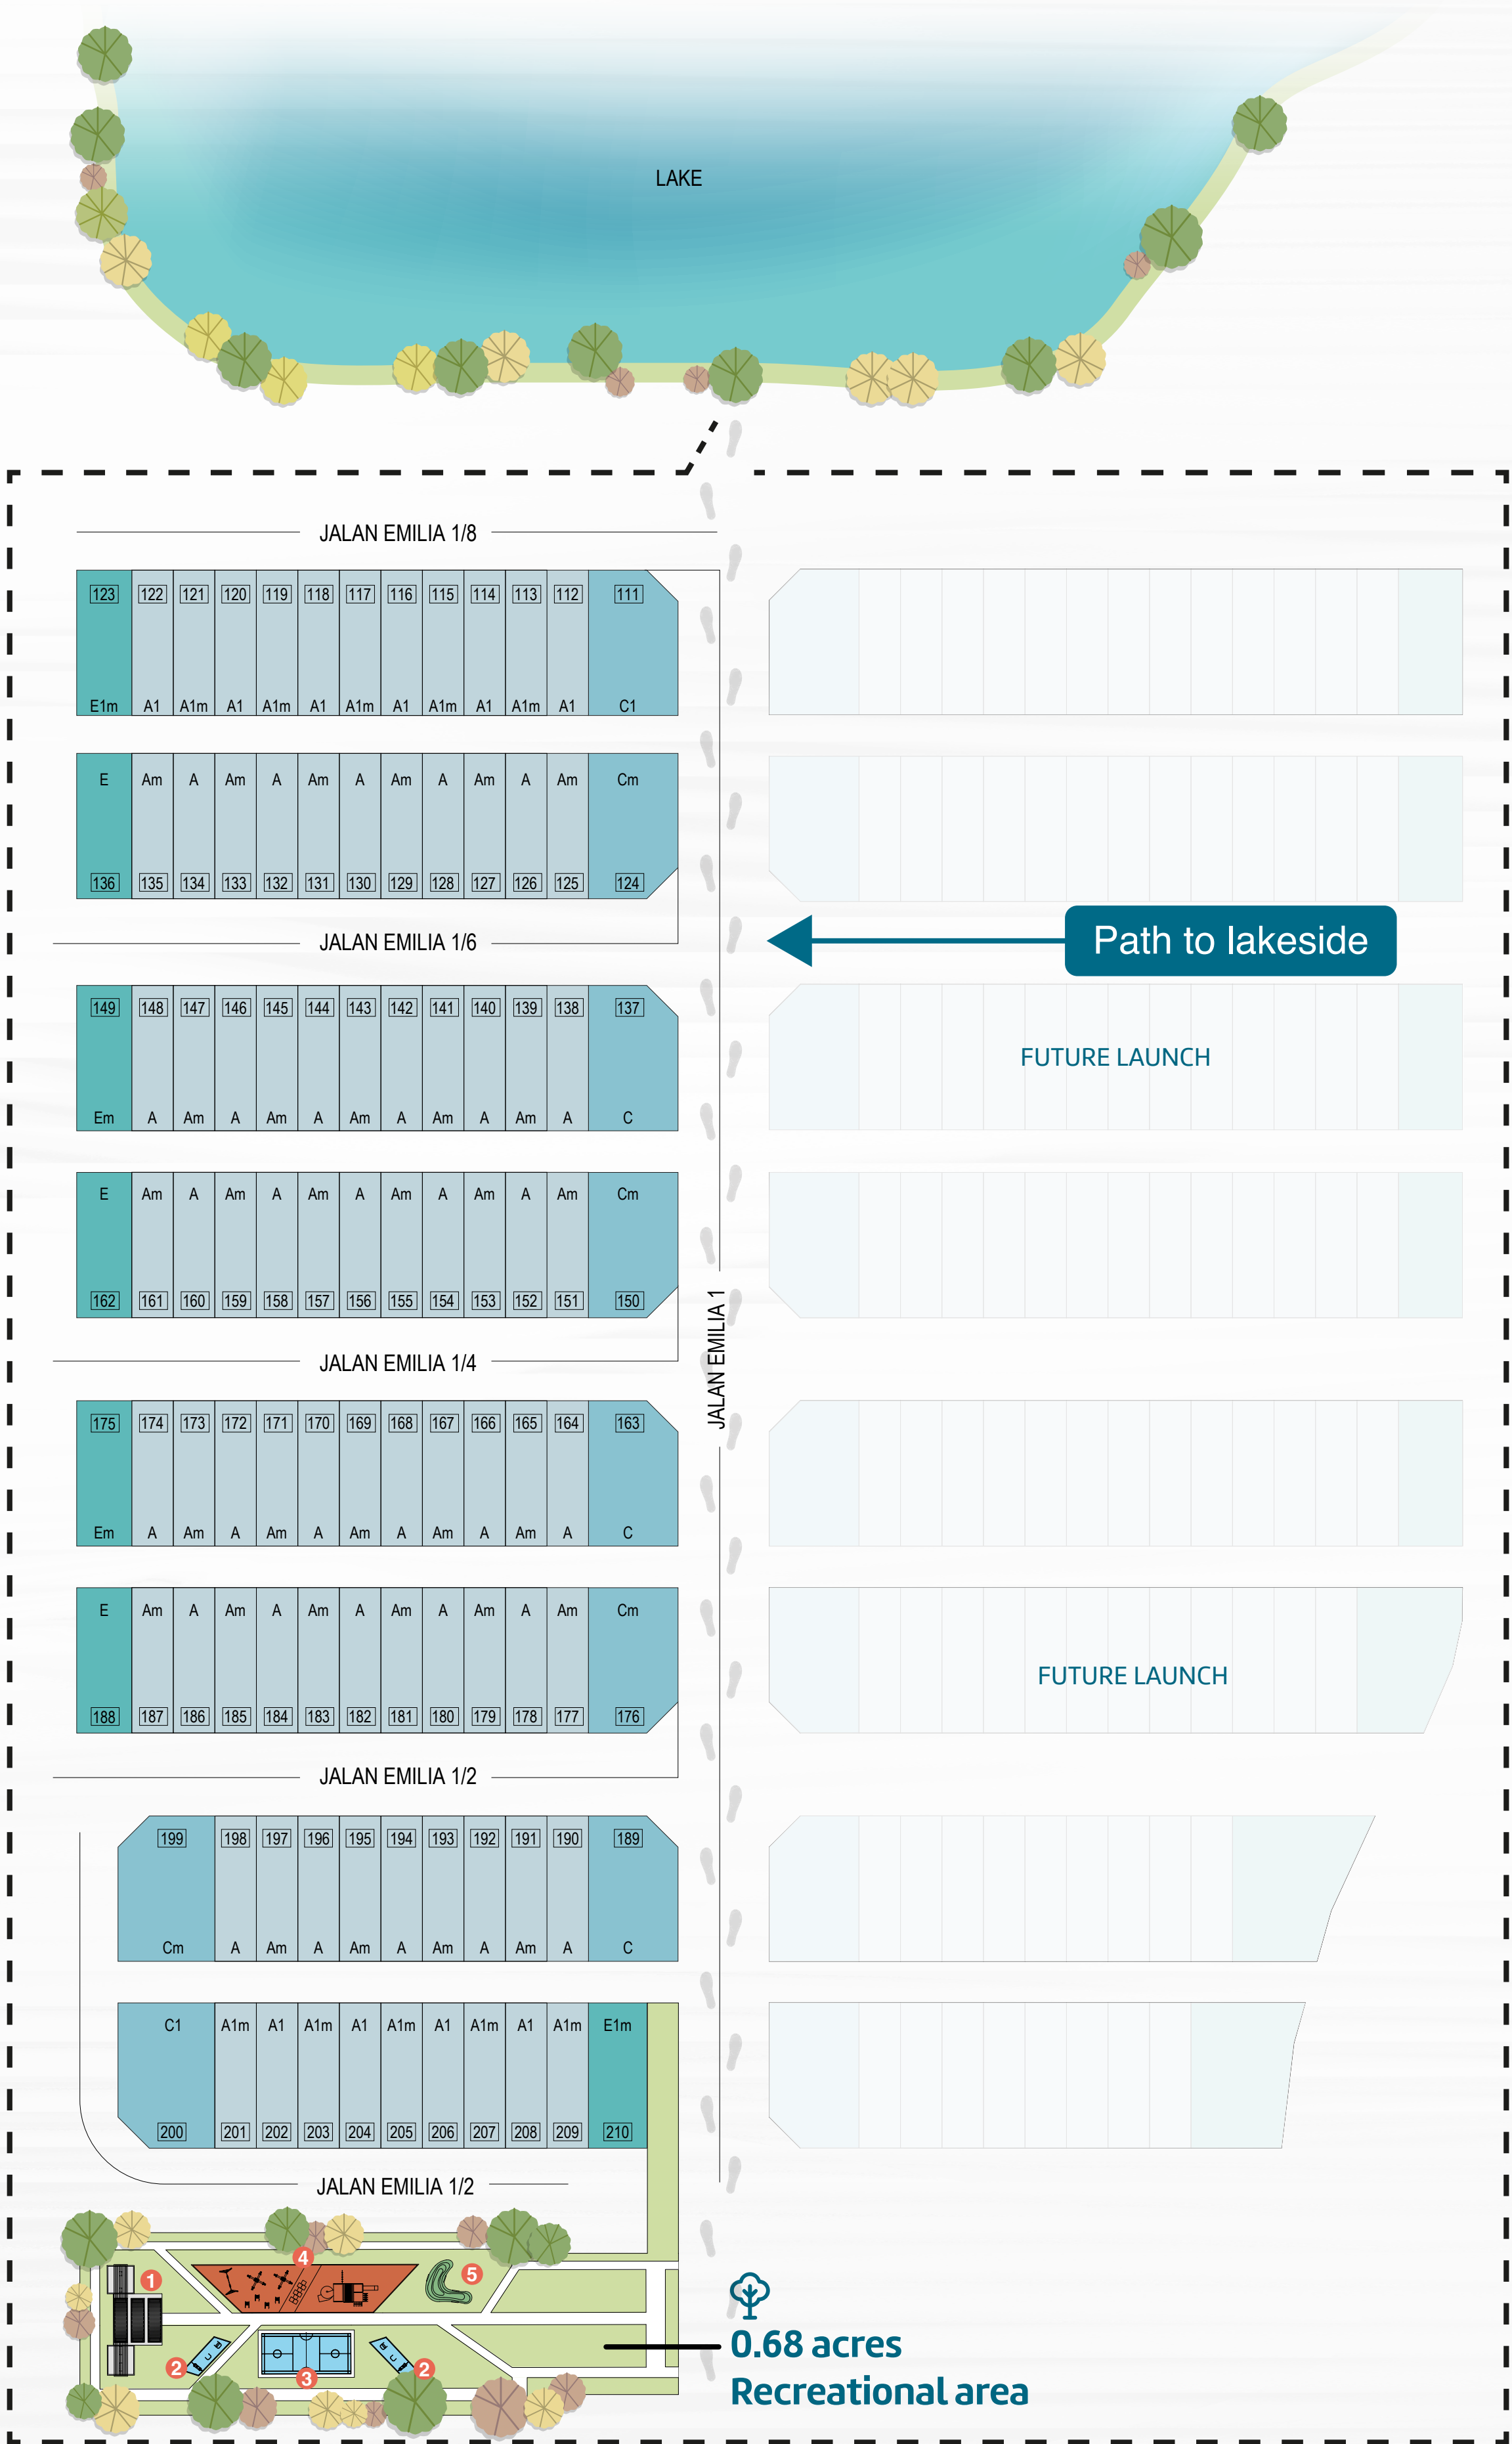 LAKE
JALAN EMILIA 1/8
123 122 121 120 119 118 117 116 115 114 113 112 111
E1m A1 A1m A1 A1m A1 A1m A1 A1m A1 A1m A1 C1
E Am A Am A Am A Am A Am A Am Cm
136 135 134 133 132 131 130 129 128 127 126 125 124
JALAN EMILIA 1/6
Path to lakeside
149 148 147 146 145 144 143 142 141 140 139 138 137
FUTURE LAUNCH
Em A Am A Am A Am A Am A Am A C
E Am A Am A Am A Am A Am A Am Cm
162 161 160 159 158 157 156 155 154 153 152 151 150
JALAN EMILIA 1
JALAN EMILIA 1/4
175 174 173 172 171 170 169 168 167 166 165 164 163
Em A Am A Am A Am A Am A Am A C
E Am A Am A Am A Am A Am A Am Cm
FUTURE LAUNCH
188 187 186 185 184 183 182 181 180 179 178 177 176
JALAN EMILIA 1/2
199 198 197 196 195 194 193 192 191 190 189
Cm A Am A Am A Am A Am A C
C1 A1m A1 A1m A1 A1m A1 A1m A1 A1m E1m
200 201 202 203 204 205 206 207 208 209 210
JALAN EMILIA 1/2
4
1
5
2
3
2
0.68 acres
Recreational area